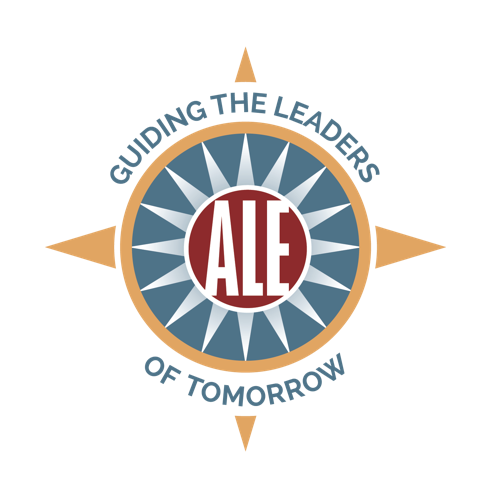 GUIDING THE LEADERS
ALE
OF TOMORROW